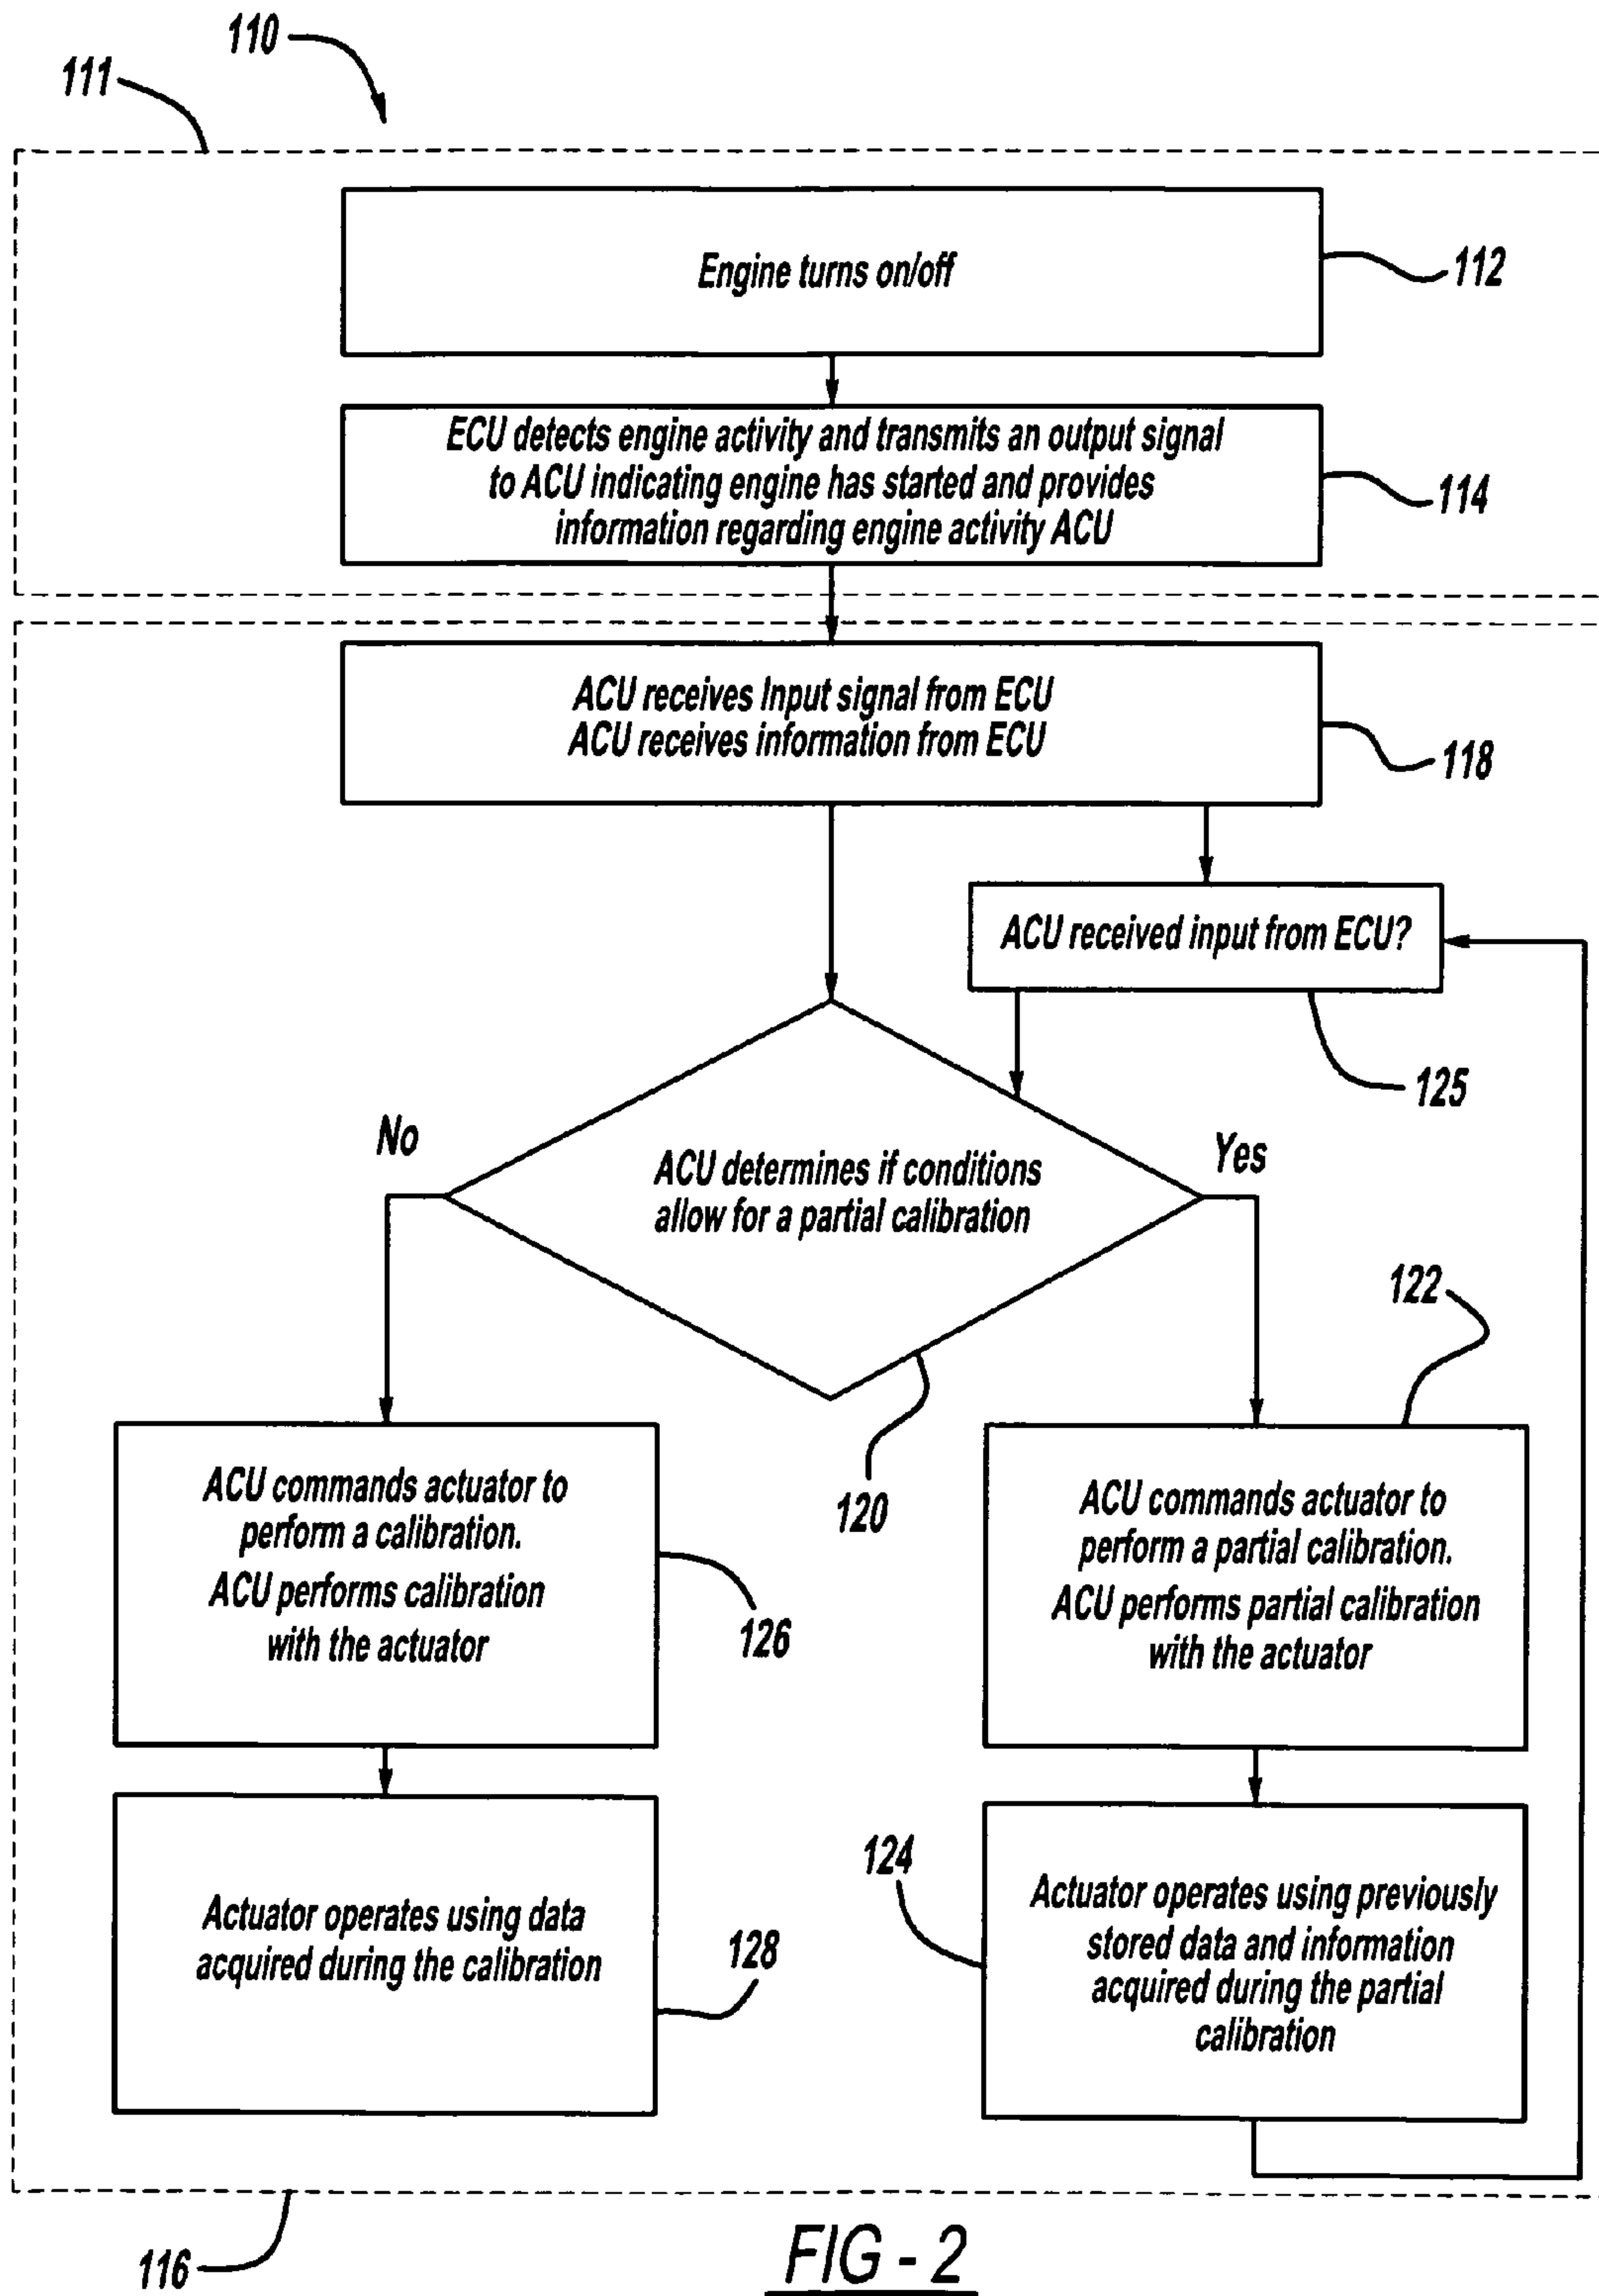 110
111
Engine turns on/off
112
ECU detects engine activity and transmits an output signal
to ACU indicating engine has started and provides
information regarding engine activity ACU
114
ACU receives Input signal from ECU
ACU receives information from ECU
118
ACU received input from ECU?
125
No
Yes
ACU determines if conditions
allow for a partial calibration
120
122
ACU commands actuator to
perform a calibration.
ACU performs calibration
with the actuator
126
ACU commands actuator to
perform a partial calibration.
ACU performs partial calibration
with the actuator
Actuator operates using data
acquired during the calibration
128
124
Actuator operates using previously
stored data and information
acquired during the partial
calibration
116
FIG - 2